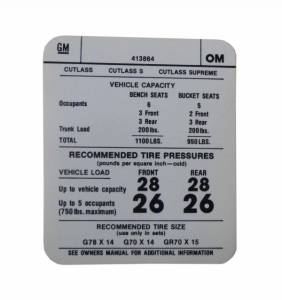 GM 413864 OM
CUTLASS CUTLASS S CUTLASS SUPREME
VEHICLE CAPACITY
BENCH SEATS BUCKET SEATS
Occupants 6 5
3 Front 2 Front
3 Rear 3 Rear
Trunk Load 200 lbs. 200 lbs.
TOTAL 1100 LBS. 950 LBS.
RECOMMENDED TIRE PRESSURES
(pounds per square inch—cold)
VEHICLE LOAD FRONT REAR
Up to vehicle capacity 28 28
Up to 5 occupants 26 26
(750 lbs. maximum)
RECOMMENDED TIRE SIZE
(use only in sets)
G78 X 14 G70 X 14 GR70 X 15
SEE OWNERS MANUAL FOR ADDITIONAL INFORMATION